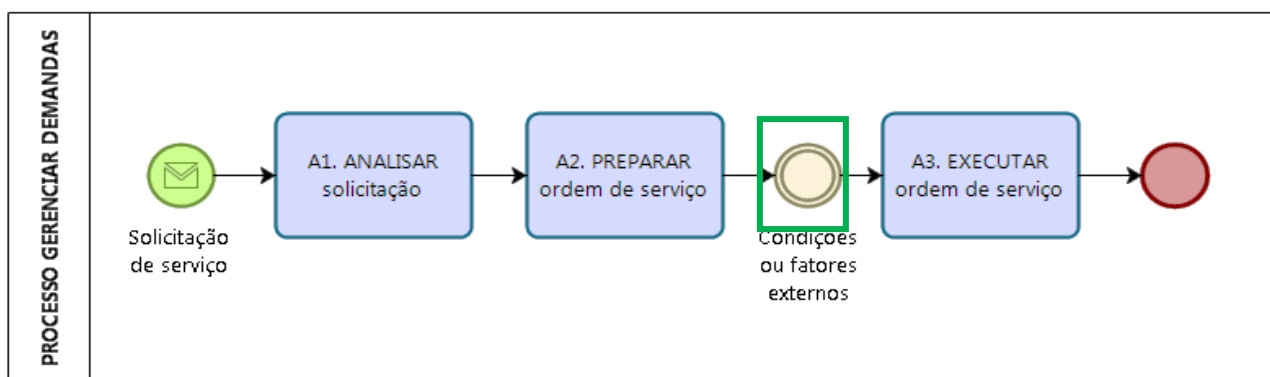 PROCESSO GERENCIAR DEMANDAS
Solicitação
de serviço
A1. ANALISAR
solicitação
A2. PREPARAR
ordem de serviço
Condições
ou fatores
externos
A3. EXECUTAR
ordem de serviço